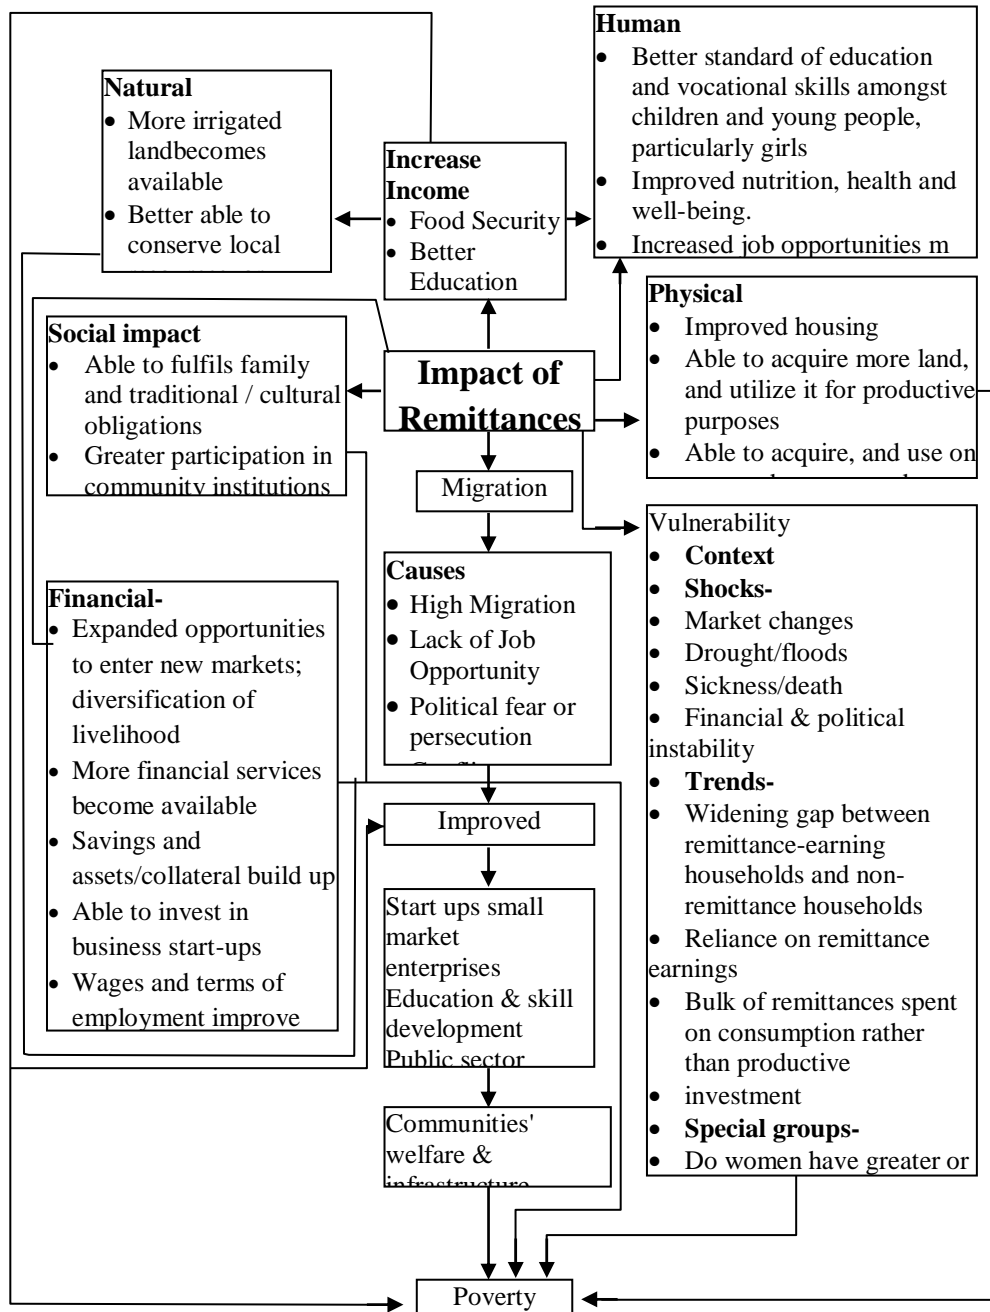 Human
• Better standard of education
and vocational skills amongst
children and young people,
particularly girls
• Improved nutrition, health and
well-being.
• Increased job opportunities m
Natural
• More irrigated
landbecomes
available
• Better able to
conserve local
Increase
Income
• Food Security
• Better
Education
Physical
• Improved housing
• Able to acquire more land,
and utilize it for productive
purposes
• Able to acquire, and use on
Social impact
• Able to fulfils family
and traditional / cultural
obligations
• Greater participation in
community institutions
Impact of
Remittances
Migration
Causes
• High Migration
• Lack of Job
Opportunity
• Political fear or
persecution
Vulnerability
• Context
• Shocks-
• Market changes
• Drought/floods
• Sickness/death
• Financial & political
instability
• Trends-
• Widening gap between
remittance-earning
households and non-
remittance households
• Reliance on remittance
earnings
• Bulk of remittances spent
on consumption rather
than productive
• investment
• Special groups-
• Do women have greater or
Financial-
• Expanded opportunities
to enter new markets;
diversification of
livelihood
• More financial services
become available
• Savings and
assets/collateral build up
• Able to invest in
business start-ups
• Wages and terms of
employment improve
Improved
Start ups small
market
enterprises
Education & skill
development
Public sector
Communities'
welfare &
infrastructure
Poverty